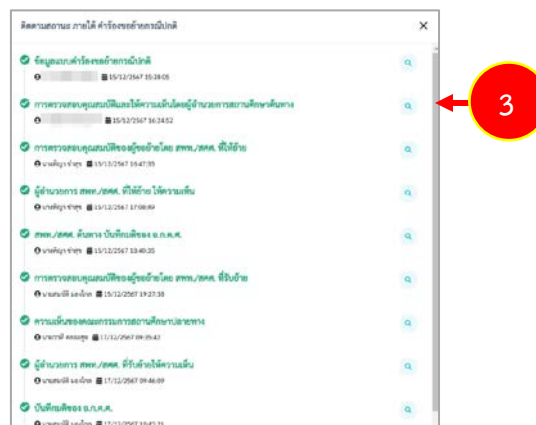 ติดตามสถานะ ภายใต้ คำร้องขอย้ายกรณีปกติ ×
ข้อมูลแบบคำร้องขอย้ายกรณีปกติ
15/12/2567 15:28:05
การตรวจสอบคุณสมบัติและให้ความเห็นโดยผู้อำนวยการสถานศึกษาต้นทาง
15/12/2567 16:24:52
3
การตรวจสอบคุณสมบัติของผู้ขอย้ายโดย สพท./สศศ. ที่ให้ย้าย
15/12/2567 16:47:35
ผู้อำนวยการ สพท./สศศ. ที่ให้ย้าย ให้ความเห็น
15/12/2567 17:08:49
สพท./สศศ. ต้นทาง บันทึกมติของ อ.ก.ค.ศ.
15/12/2567 18:40:35
การตรวจสอบคุณสมบัติของผู้ขอย้ายโดย สพท./สศศ. ที่รับย้าย
15/12/2567 19:27:38
ความเห็นของคณะกรรมการสถานศึกษาปลายทาง
17/12/2567 09:35:42
ผู้อำนวยการ สพท./สศศ. ที่รับย้ายให้ความเห็น
17/12/2567 09:46:09
บันทึกมติของ อ.ก.ค.ศ.